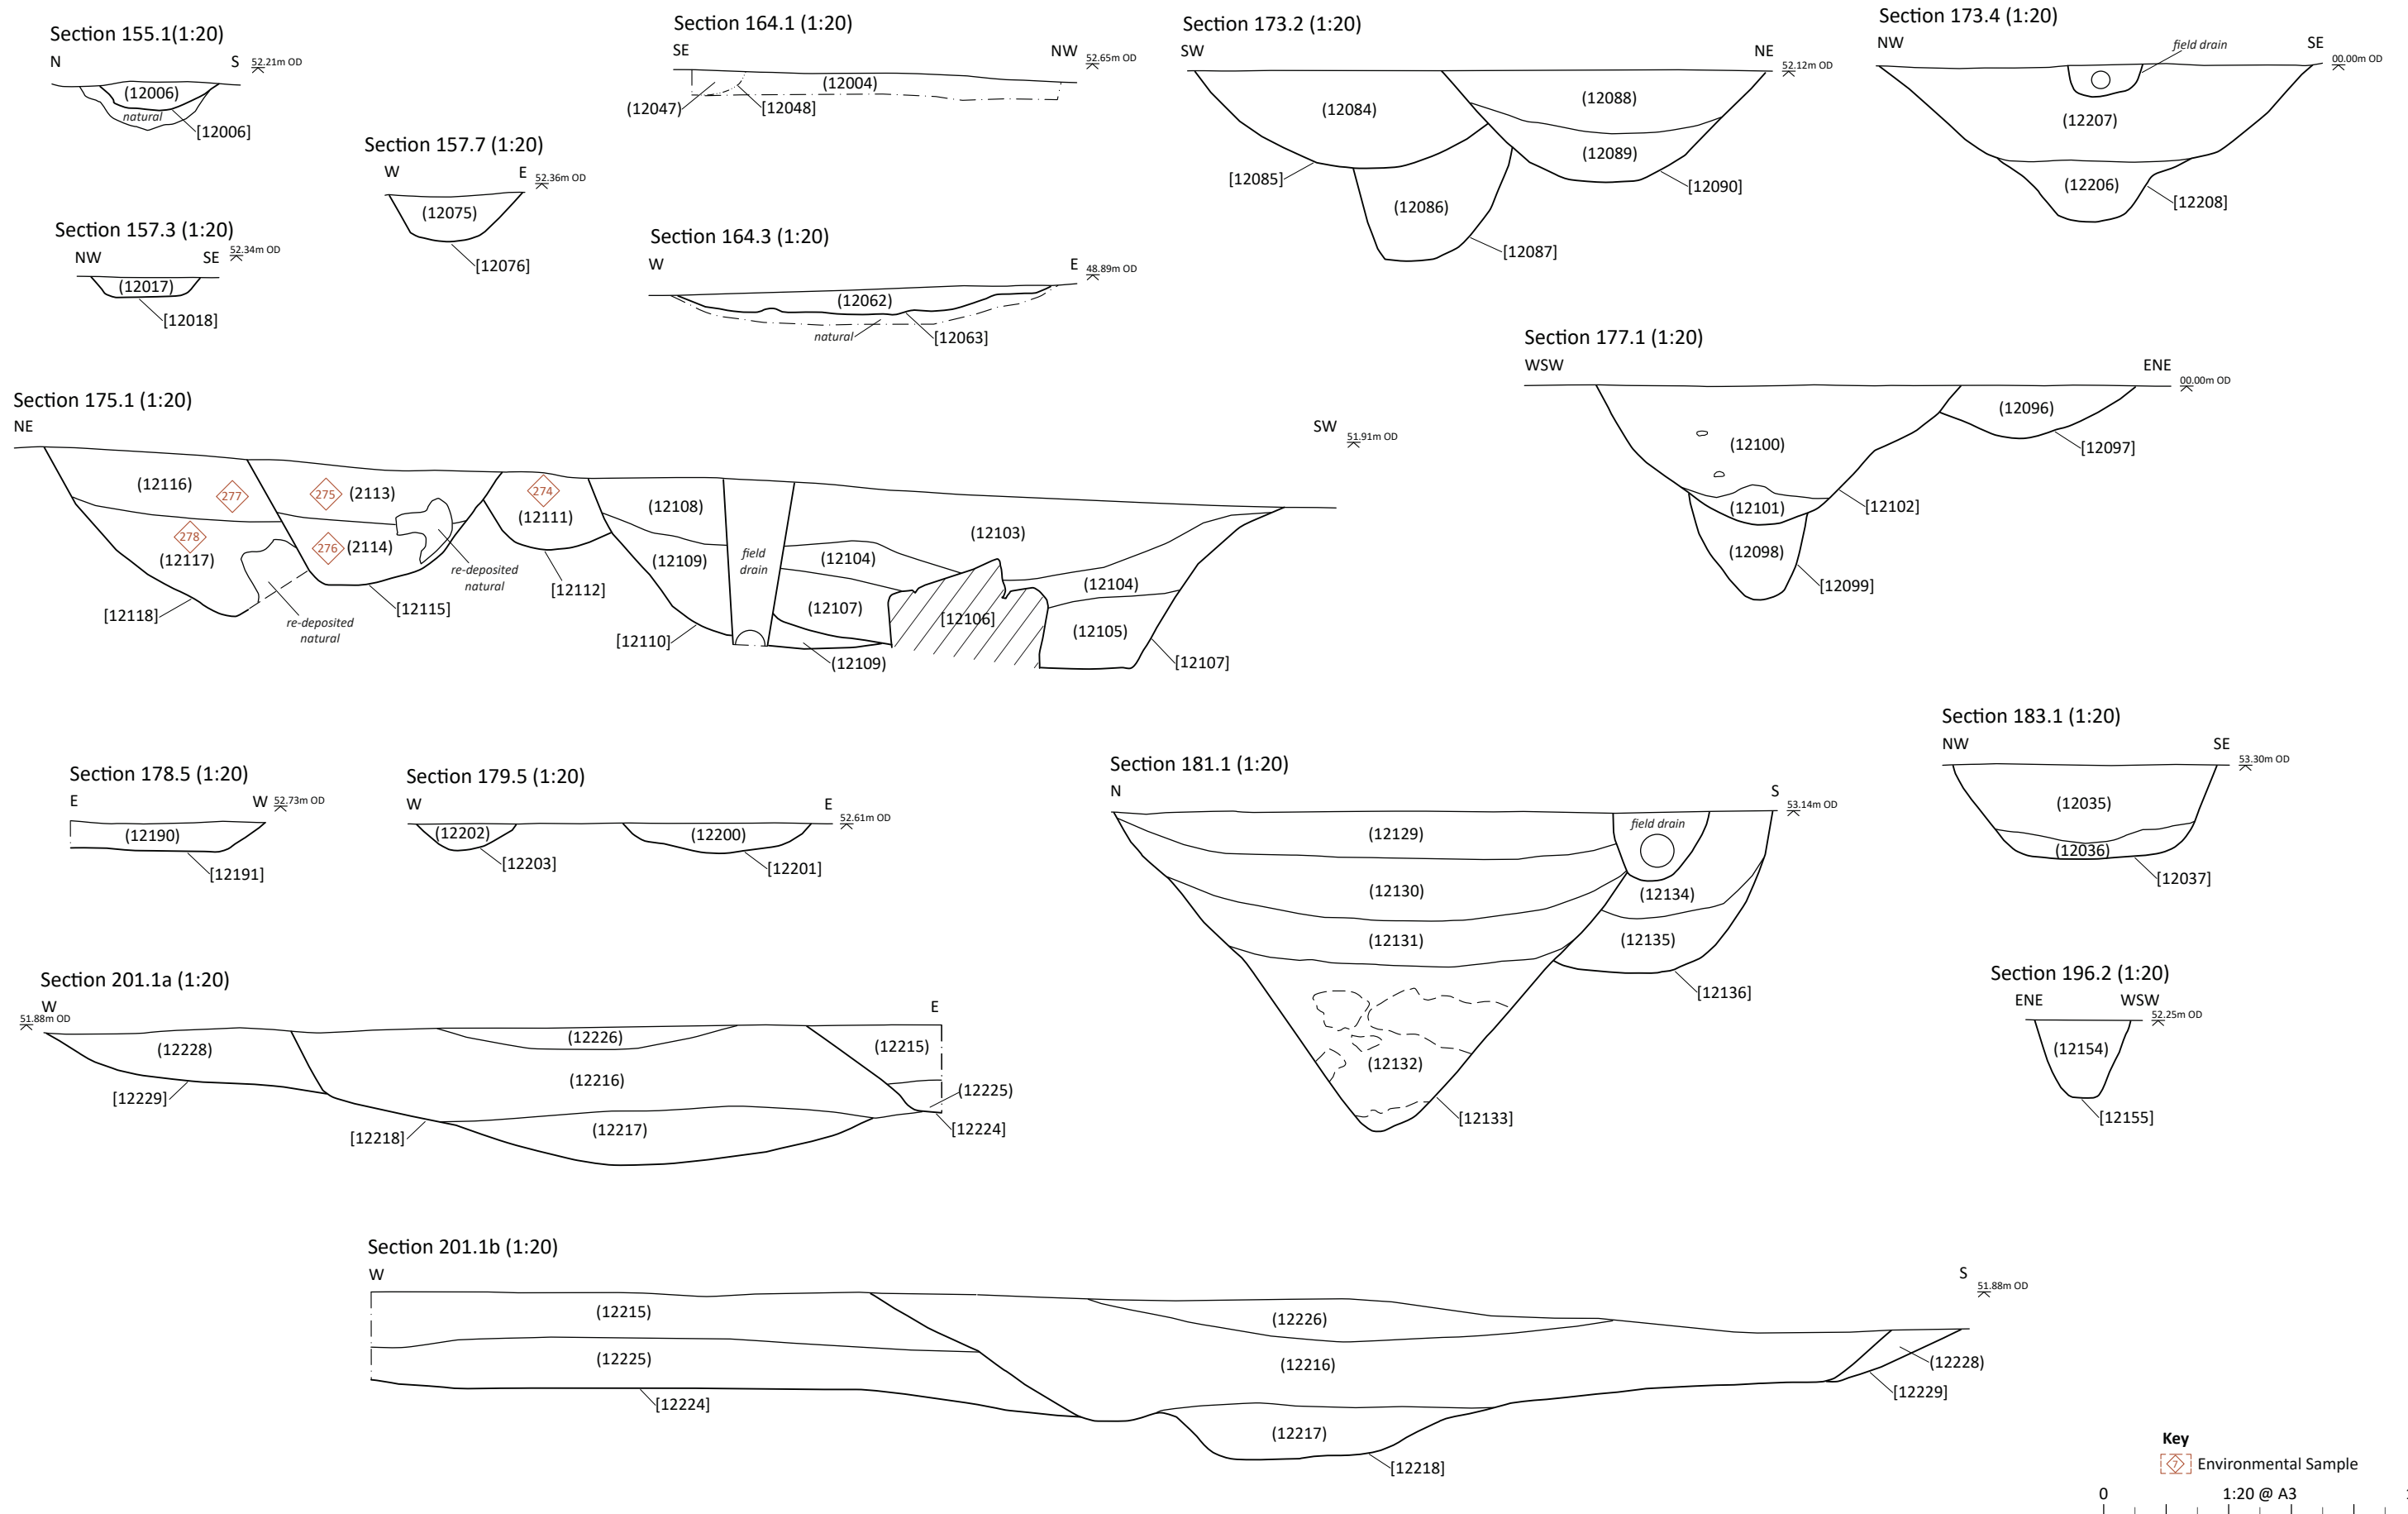 Section 155.1(1:20)
N
S
52.21m OD
(12006)
natural
[12006]
Section 164.1 (1:20)
SE
NW
52.65m OD
(12004)
(12047)
[12048]
Section 173.2 (1:20)
SW
NE
52.12m OD
(12084)
(12088)
(12089)
[12085]
[12090]
(12086)
[12087]
Section 173.4 (1:20)
NW
field drain
SE
00.00m OD
(12207)
(12206)
[12208]
Section 157.7 (1:20)
W
E
52.36m OD
(12075)
[12076]
Section 157.3 (1:20)
NW
SE
52.34m OD
(12017)
[12018]
Section 164.3 (1:20)
W
E
48.89m OD
(12062)
natural
[12063]
Section 177.1 (1:20)
WSW
ENE
00.00m OD
(12096)
(12100)
[12097]
(12101)
[12102]
(12098)
[12099]
Section 175.1 (1:20)
NE
SW
51.91m OD
(12116)
277
275
(2113)
274
(12111)
(12108)
(12103)
278
(12117)
276
(2114)
re-deposited
natural
(12109)
field
drain
(12104)
(12104)
[12112]
[12118]
re-deposited
natural
[12115]
(12107)
[12106]
(12105)
[12110]
(12109)
[12107]
Section 183.1 (1:20)
NW
SE
53.30m OD
(12035)
(12036)
[12037]
Section 178.5 (1:20)
E
W
52.73m OD
(12190)
[12191]
Section 179.5 (1:20)
W
E
52.61m OD
(12202)
(12200)
[12203]
[12201]
Section 181.1 (1:20)
N
S
53.14m OD
(12129)
field drain
(12130)
(12134)
(12131)
(12135)
[12136]
(12132)
[12133]
Section 196.2 (1:20)
ENE
WSW
52.25m OD
(12154)
[12155]
Section 201.1a (1:20)
W
51.88m OD
E
(12228)
(12226)
(12215)
(12216)
(12225)
[12229]
[12218]
(12217)
[12224]
Section 201.1b (1:20)
W
S
51.88m OD
(12215)
(12226)
(12225)
(12216)
(12228)
[12229]
[12224]
(12217)
[12218]
Key
7
Environmental Sample
0
1:20 @ A3